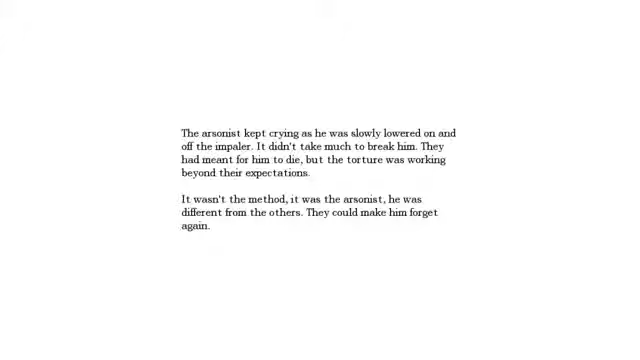 The arsonist kept crying as he was slowly lowered on and
off the impaler. It didn't take much to break him. They
had meant for him to die, but the torture was working
beyond their expectations.
It wasn't the method, it was the arsonist, he was
different from the others. They could make him forget
again.